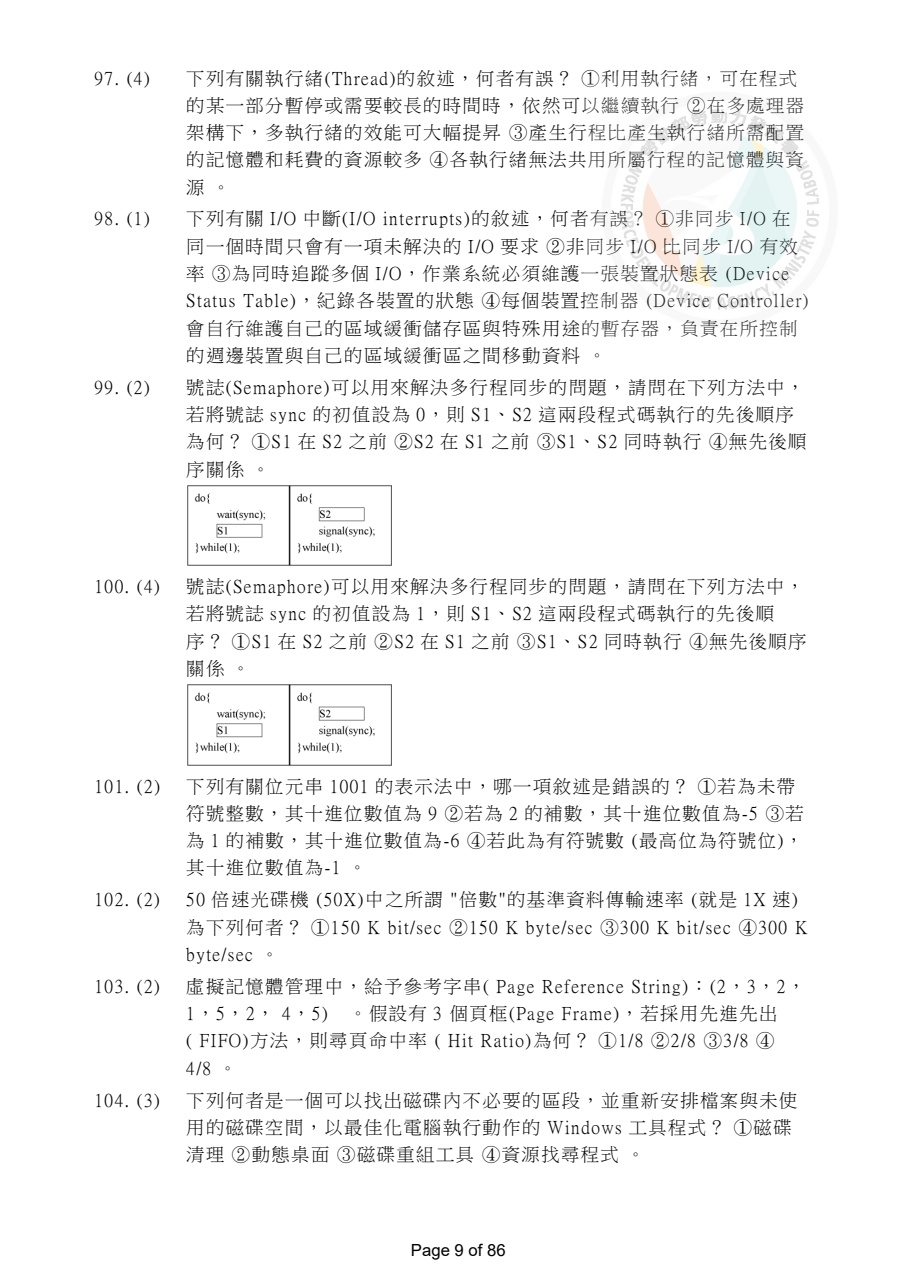 97. (4) 下列有關執行緒(Thread)的敘述，何者有誤？ ①利用執行緒，可在程式
的某一部分暫停或需要較長的時間時，依然可以繼續執行 ②在多處理器
架構下，多執行緒的效能可大幅提昇 ③產生行程比產生執行緒所需配置
的記憶體和耗費的資源較多 ④各執行緒無法共用所屬行程的記憶體與資
源 。
98. (1) 下列有關 I/O 中斷(I/O interrupts)的敘述，何者有誤？ ①非同步 I/O 在
同一個時間只會有一項未解決的 I/O 要求 ②非同步 I/O 比同步 I/O 有效
率 ③為同時追蹤多個 I/O，作業系統必須維護一張裝置狀態表 (Device
Status Table)，紀錄各裝置的狀態 ④每個裝置控制器 (Device Controller)
會自行維護自己的區域緩衝儲存區與特殊用途的暫存器，負責在所控制
的週邊裝置與自己的區域緩衝區之間移動資料 。
99. (2) 號誌(Semaphore)可以用來解決多行程同步的問題，請問在下列方法中，
若將號誌 sync 的初值設為 0，則 S1、S2 這兩段程式碼執行的先後順序
為何？ ①S1 在 S2 之前 ②S2 在 S1 之前 ③S1、S2 同時執行 ④無先後順
序關係 。
do{
wait(sync);
S1
}while(1);
do{
S2
signal(sync);
}while(1);
100. (4) 號誌(Semaphore)可以用來解決多行程同步的問題，請問在下列方法中，
若將號誌 sync 的初值設為 1，則 S1、S2 這兩段程式碼執行的先後順
序？ ①S1 在 S2 之前 ②S2 在 S1 之前 ③S1、S2 同時執行 ④無先後順序
關係 。
do{
wait(sync);
S1
}while(1);
do{
S2
signal(sync);
}while(1);
101. (2) 下列有關位元串 1001 的表示法中，哪一項敘述是錯誤的？ ①若為未帶
符號整數，其十進位數值為 9 ②若為 2 的補數，其十進位數值為-5 ③若
為 1 的補數，其十進位數值為-6 ④若此為有符號數 (最高位為符號位)，
其十進位數值為-1 。
102. (2) 50 倍速光碟機 (50X)中之所謂 "倍數"的基準資料傳輸速率 (就是 1X 速)
為下列何者？ ①150 K bit/sec ②150 K byte/sec ③300 K bit/sec ④300 K
byte/sec 。
103. (2) 虛擬記憶體管理中，給予參考字串( Page Reference String)：(2，3，2，
1，5，2， 4，5) 。假設有 3 個頁框(Page Frame)，若採用先進先出
( FIFO)方法，則尋頁命中率 ( Hit Ratio)為何？ ①1/8 ②2/8 ③3/8 ④
4/8 。
104. (3) 下列何者是一個可以找出磁碟內不必要的區段，並重新安排檔案與未使
用的磁碟空間，以最佳化電腦執行動作的 Windows 工具程式？ ①磁碟
清理 ②動態桌面 ③磁碟重組工具 ④資源找尋程式 。
Page 9 of 86